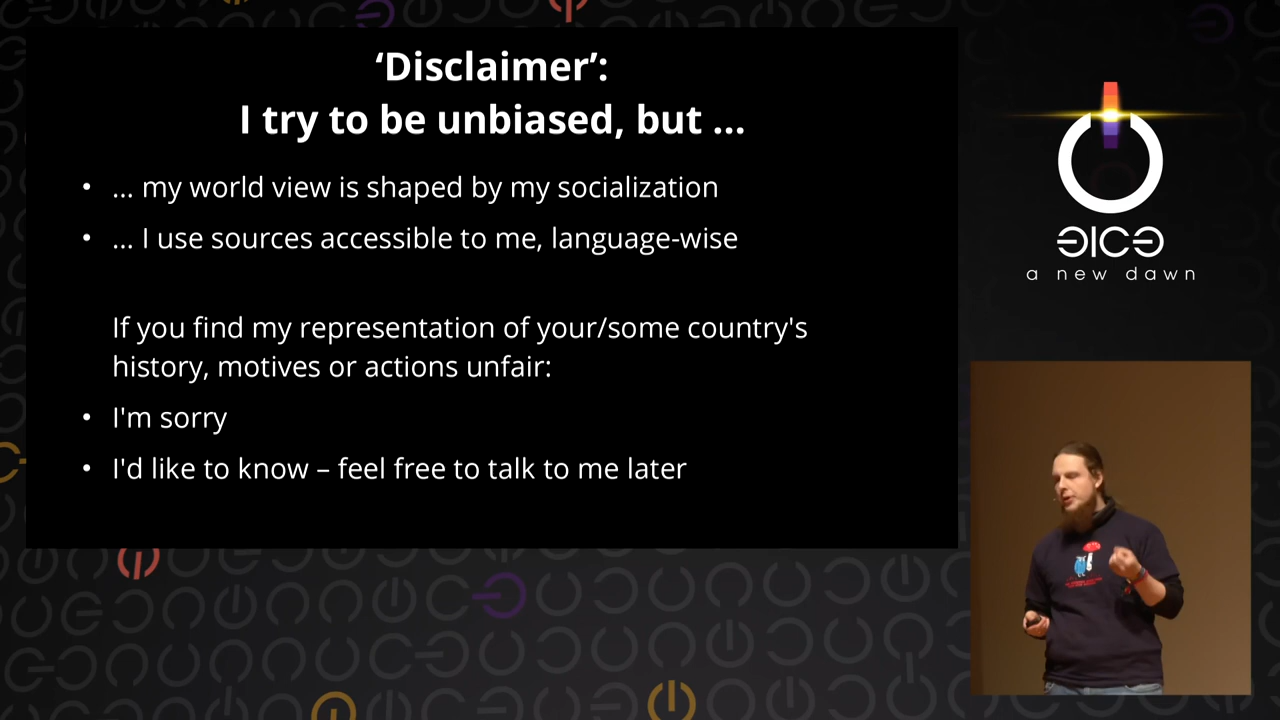 ‘Disclaimer’:
I try to be unbiased, but ...
• ... my world view is shaped by my socialization
• ... I use sources accessible to me, language-wise
If you find my representation of your/some country's
history, motives or actions unfair:
• I'm sorry
• I'd like to know – feel free to talk to me later
a new dawn